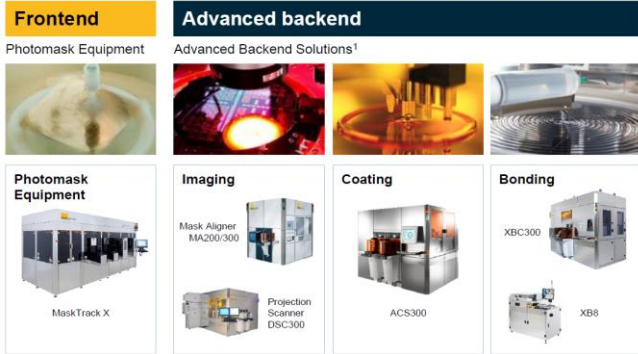 Frontend
Advanced backend
Photomask Equipment
Advanced Backend Solutions¹
Photomask
Equipment
MaskTrack X
Imaging
Mask Aligner
MA200/300
Projection
Scanner
DSC300
Coating
ACS300
Bonding
XBC300
XB8